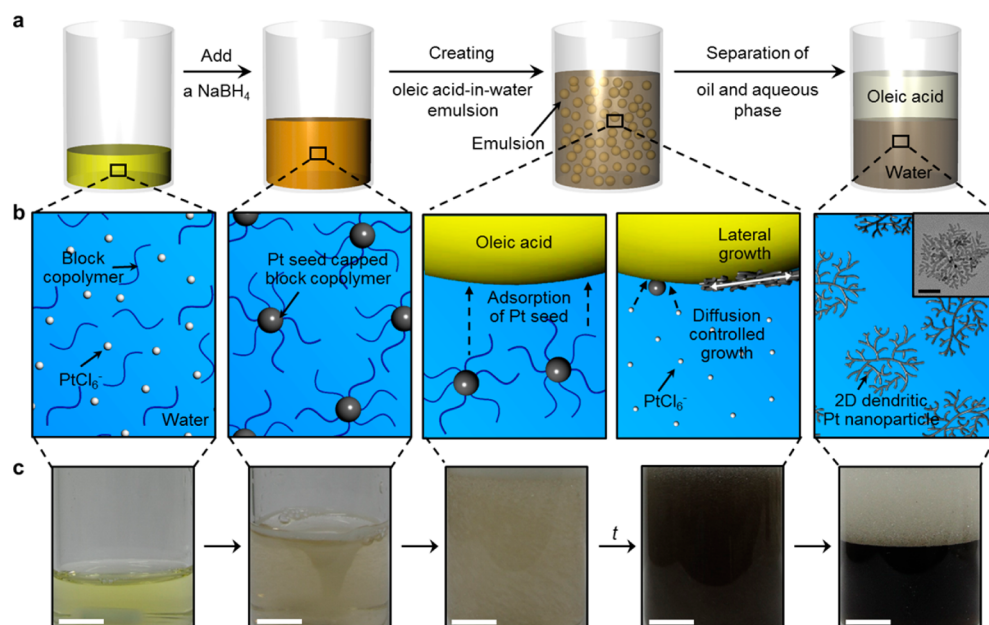 a
Add
a NaBH4
Creating
oleic acid-in-water
emulsion
Emulsion
Separation of
oil and aqueous
phase
Oleic acid
Water
b
Block
copolymer
PtCl6-
Water
Pt seed capped
block copolymer
Oleic acid
Adsorption
of Pt seed
Lateral
growth
Diffusion
controlled
growth
PtCl6-
2D dendritic
Pt nanoparticle
c
t